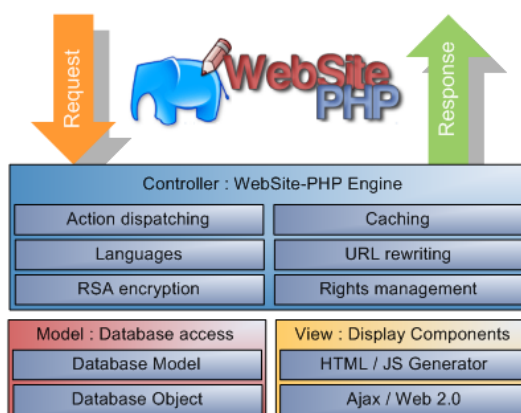 Request
WebSite
PHP
Response
Controller : WebSite-PHP Engine
Action dispatching
Caching
Languages
URL rewriting
RSA encryption
Rights management
Model : Database access
Database Model
Database Object
View : Display Components
HTML / JS Generator
Ajax / Web 2.0